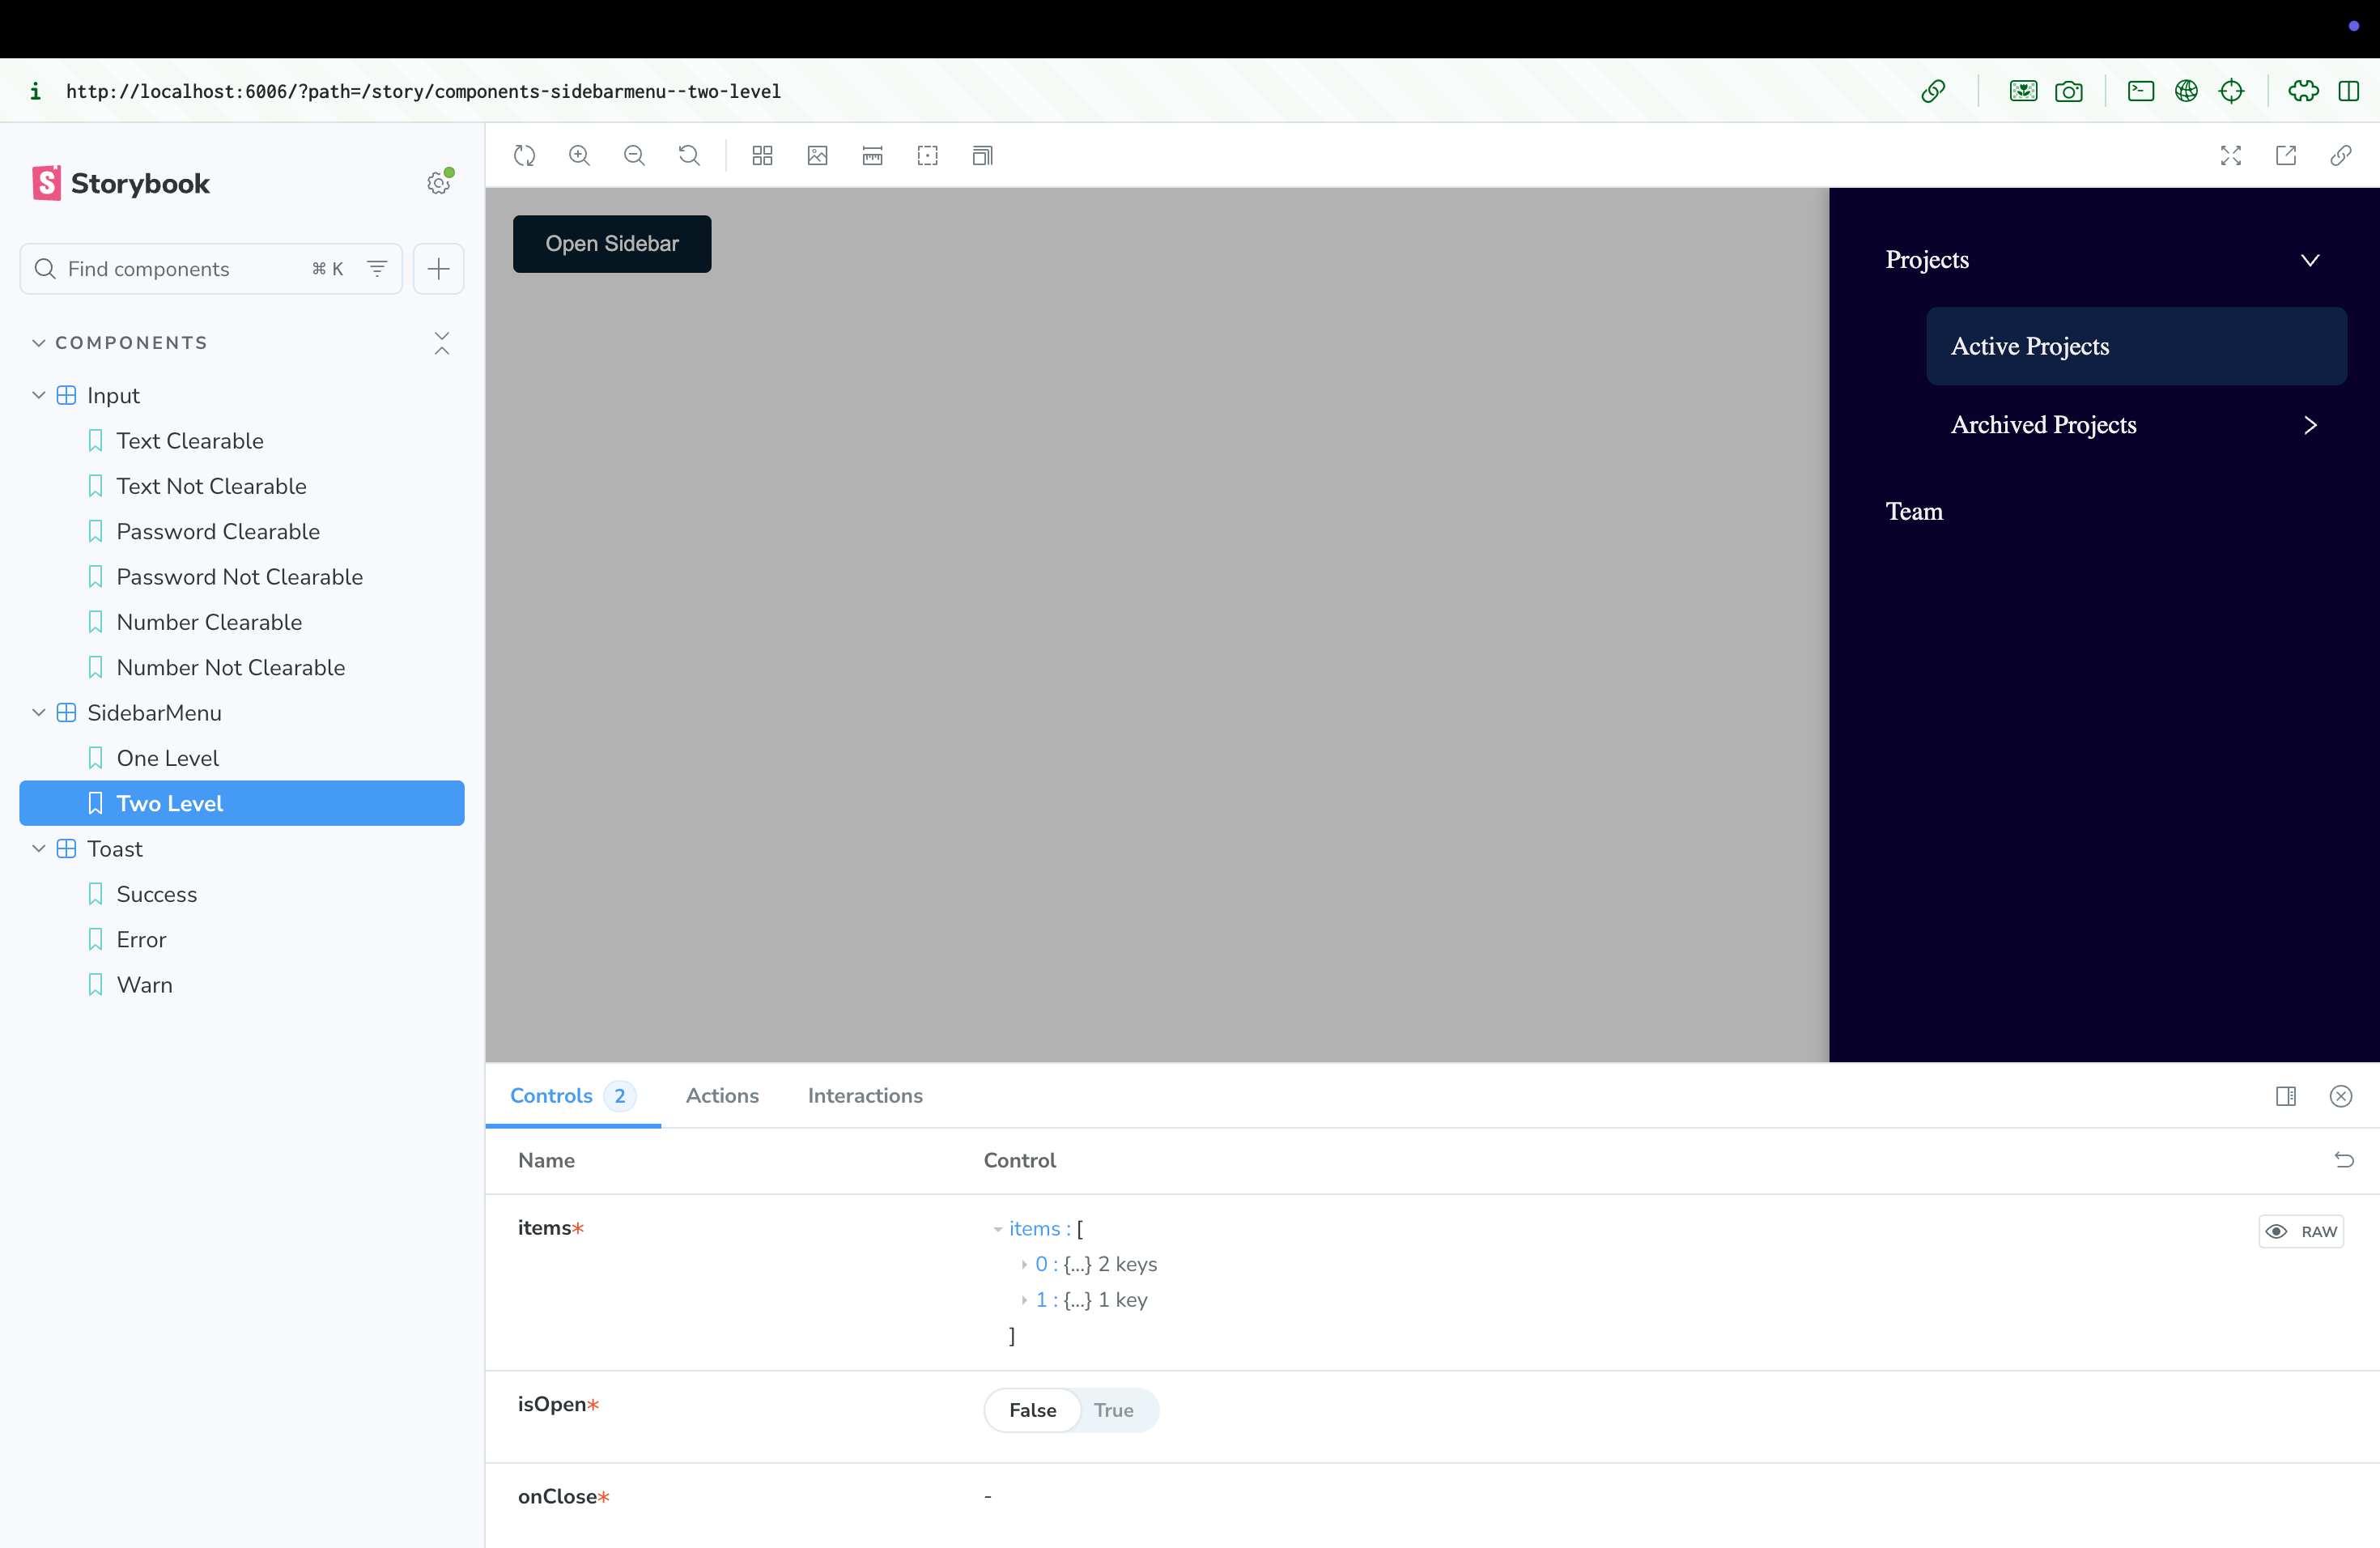 http://localhost:6006/?path=/story/components-sidebarmenu--two-level
Storybook
Find components ⌘ K
COMPONENTS
Input
Text Clearable
Text Not Clearable
Password Clearable
Password Not Clearable
Number Clearable
Number Not Clearable
SidebarMenu
One Level
Two Level
Toast
Success
Error
Warn
Open Sidebar
Projects
Active Projects
Archived Projects
Team
Controls 2 Actions Interactions
Name Control
items* items : [
RAW
0 : {...} 2 keys
1 : {...} 1 key
]
isOpen* False True
onClose* -